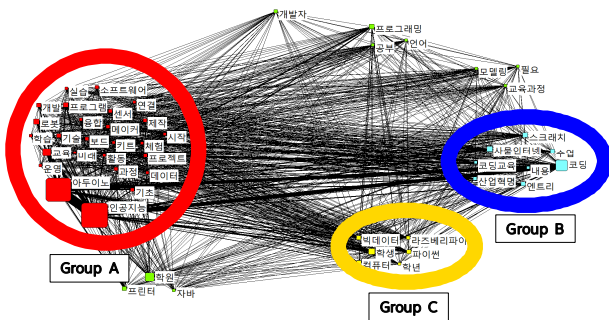 개발자
프로그래밍
공부
언어
모델링
필요
교육과정
실습
소프트웨어
개발
프로그램
연결
센서
로봇
융합
제작
메이커
학습
기술
보드
키트
체험
시작
교육
미래
활동
프로젝트
운영
과정
데이터
아두이노
기초
인공지능
스크래치
사물인터넷
수업
코딩교육
내용
코딩
산업혁명
엔트리
Group B
빅데이터
라즈베리파이
학생
파이썬
컴퓨터
학년
Group C
Group A
학원
프린터
자바